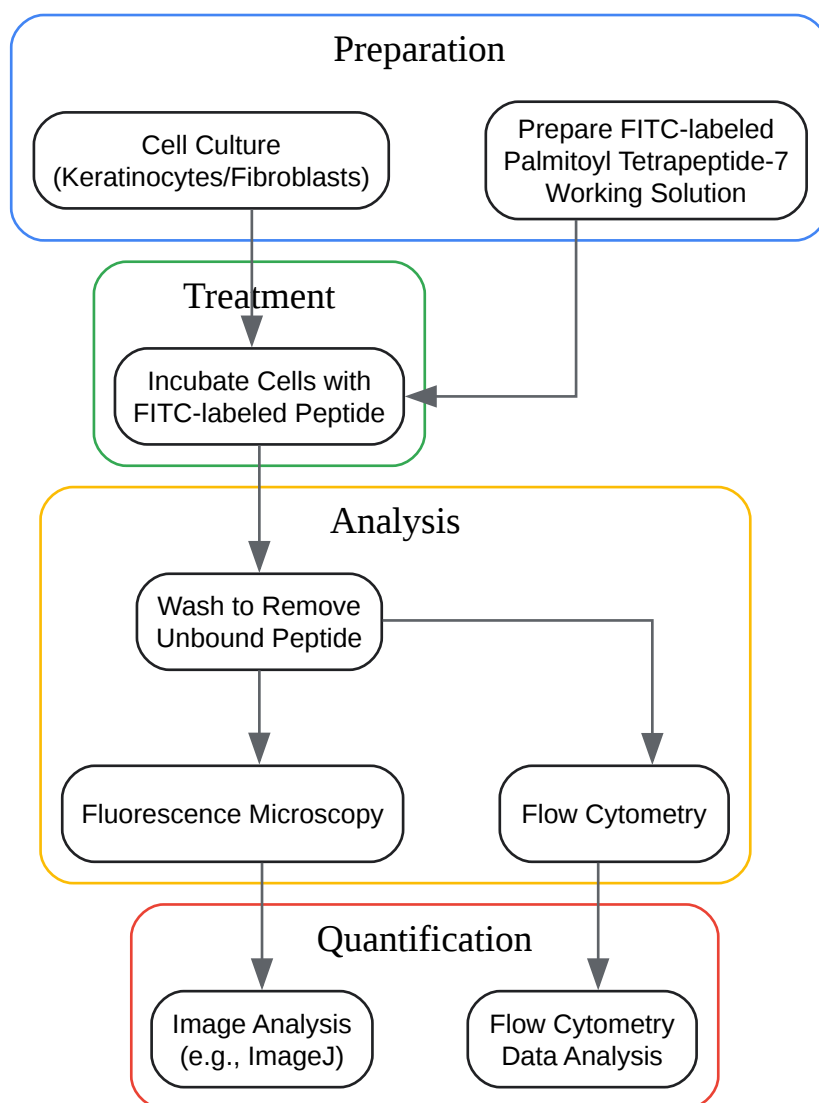 Preparation
Cell Culture
(Keratinocytes/Fibroblasts)
Prepare FITC-labeled
Palmitoyl Tetrapeptide-7
Working Solution
Treatment
Incubate Cells with
FITC-labeled Peptide
Analysis
Wash to Remove
Unbound Peptide
Fluorescence Microscopy
Flow Cytometry
Quantification
Image Analysis
(e.g., ImageJ)
Flow Cytometry
Data Analysis